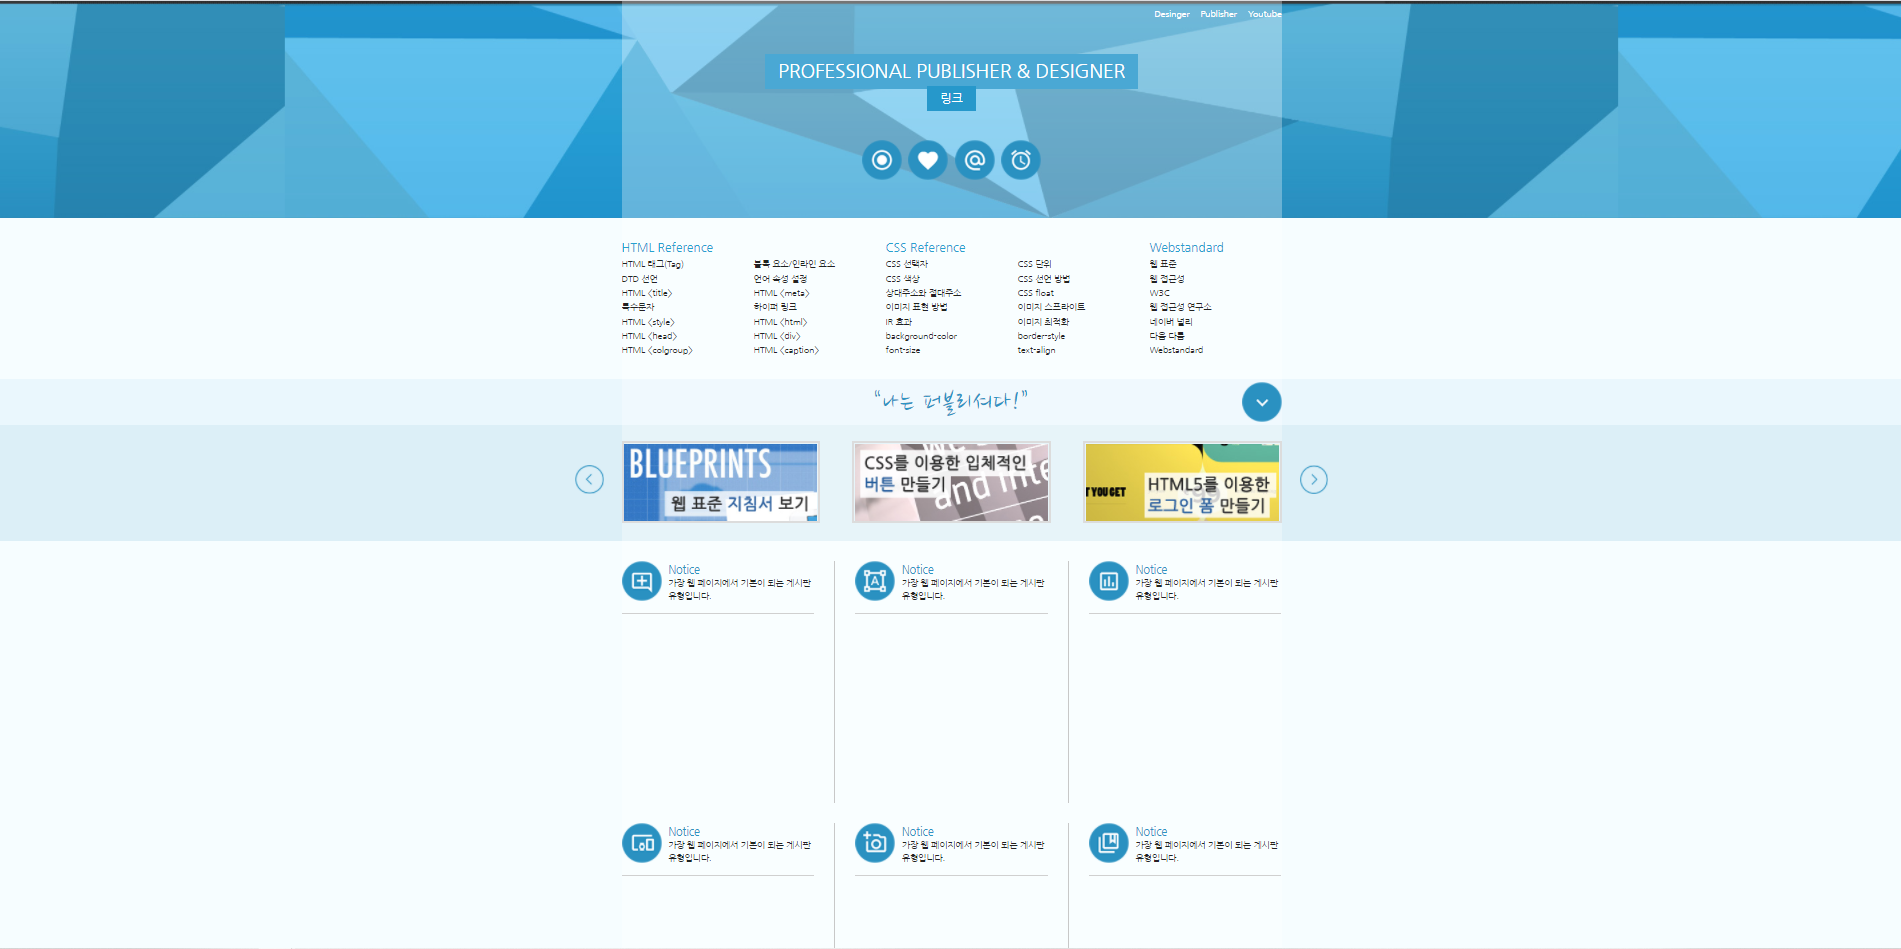 Desinger Publisher Youtube
PROFESSIONAL PUBLISHER & DESIGNER
링크
HTML Reference
HTML 태그(Tag)
DTD 선언
HTML <title>
특수문자
HTML <style>
HTML <head>
HTML <colgroup>
블록 요소/인라인 요소
언어 속성 설정
HTML <meta>
하이퍼 링크
HTML <html>
HTML <div>
HTML <caption>
CSS Reference
CSS 선택자
CSS 색상
상대주소와 절대주소
이미지 표현 방법
IR 효과
background-color
font-size
CSS 단위
CSS 선언 방법
CSS float
이미지 스프라이트
이미지 최적화
border-style
text-align
Webstandard
웹 표준
웹 접근성
W3C
웹 접근성 연구소
네이버 널리
다음 다룸
Webstandard
“나는 퍼블리셔다!”
BLUEPRINTS
웹 표준 지침서 보기
CSS를 이용한 입체적인
버튼 만들기
and Inte
T YOU GET
HTML5를 이용한
로그인 폼 만들기
Notice
가장 웹 페이지에서 기본이 되는 게시판
유형입니다.
Notice
가장 웹 페이지에서 기본이 되는 게시판
유형입니다.
Notice
가장 웹 페이지에서 기본이 되는 게시판
유형입니다.
Notice
가장 웹 페이지에서 기본이 되는 게시판
유형입니다.
Notice
가장 웹 페이지에서 기본이 되는 게시판
유형입니다.
Notice
가장 웹 페이지에서 기본이 되는 게시판
유형입니다.